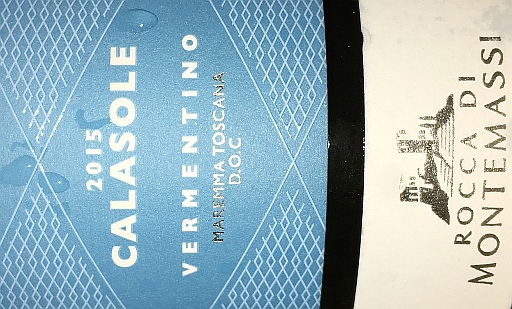 2015
CALASOLE
VERMENTINO
MAREMMA TOSCANA
D.O.C.
ROCCA DI
MONTEMASSI